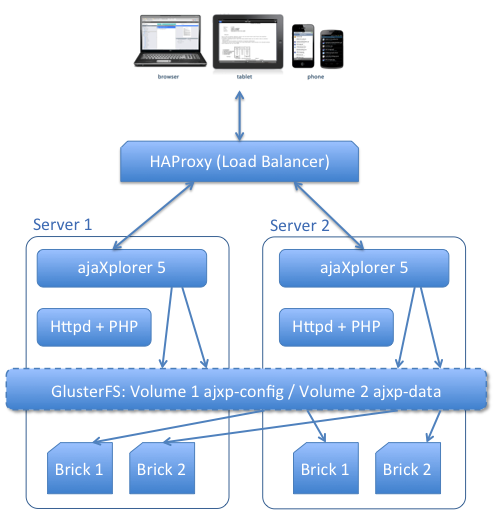 browser
tablet
phone
HAProxy (Load Balancer)
Server 1
Server 2
ajaXplorer 5
ajaXplorer 5
Httpd + PHP
Httpd + PHP
GlusterFS: Volume 1 ajxp-config / Volume 2 ajxp-data
Brick 1
Brick 2
Brick 1
Brick 2